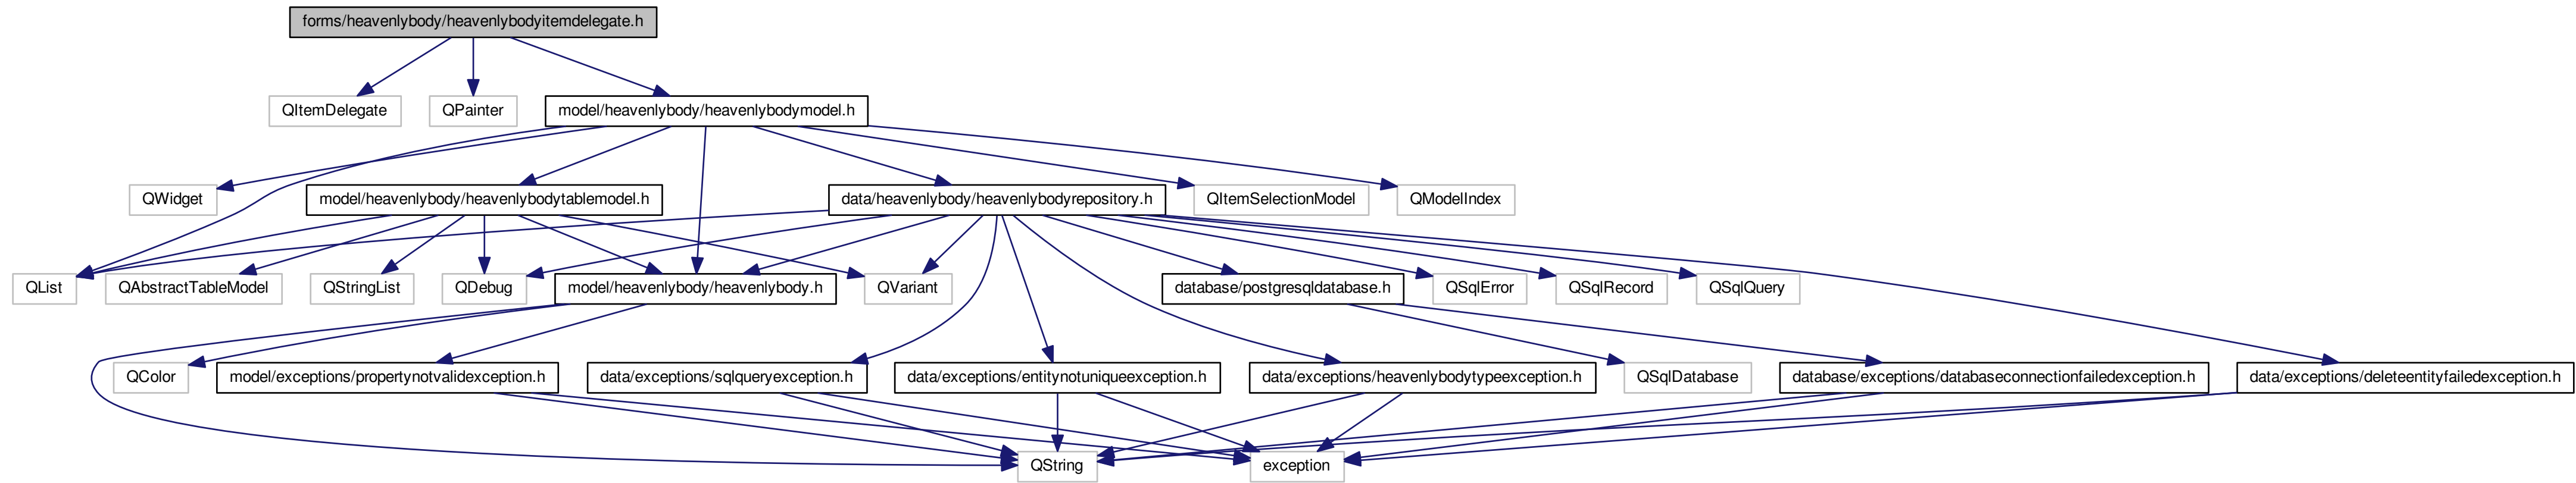 forms/heavenlybody/heavenlybodyitemdelegate.h
QItemDelegate
QPainter
model/heavenlybody/heavenlybodymodel.h
QWidget
model/heavenlybody/heavenlybodytablemodel.h
data/heavenlybody/heavenlybodyrepository.h
QItemSelectionModel
QModelIndex
QList
QAbstractTableModel
QStringList
QDebug
model/heavenlybody/heavenlybody.h
QVariant
database/postgresqldatabase.h
QSqlError
QSqlRecord
QSqlQuery
QColor
model/exceptions/propertynotvalidexception.h
data/exceptions/sqlqueryexception.h
data/exceptions/entitynotuniqueexception.h
data/exceptions/heavenlybodytypeexception.h
QSqlDatabase
database/exceptions/databaseconnectionfailedexception.h
data/exceptions/deleteentityfailedexception.h
QString
exception